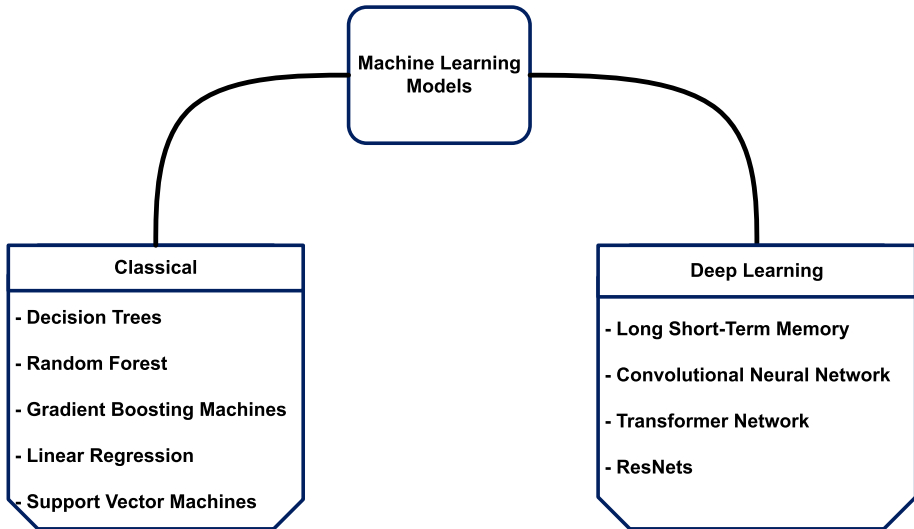 Machine Learning
Models
Classical
- Decision Trees
- Random Forest
- Gradient Boosting Machines
- Linear Regression
- Support Vector Machines
Deep Learning
- Long Short-Term Memory
- Convolutional Neural Network
- Transformer Network
- ResNets